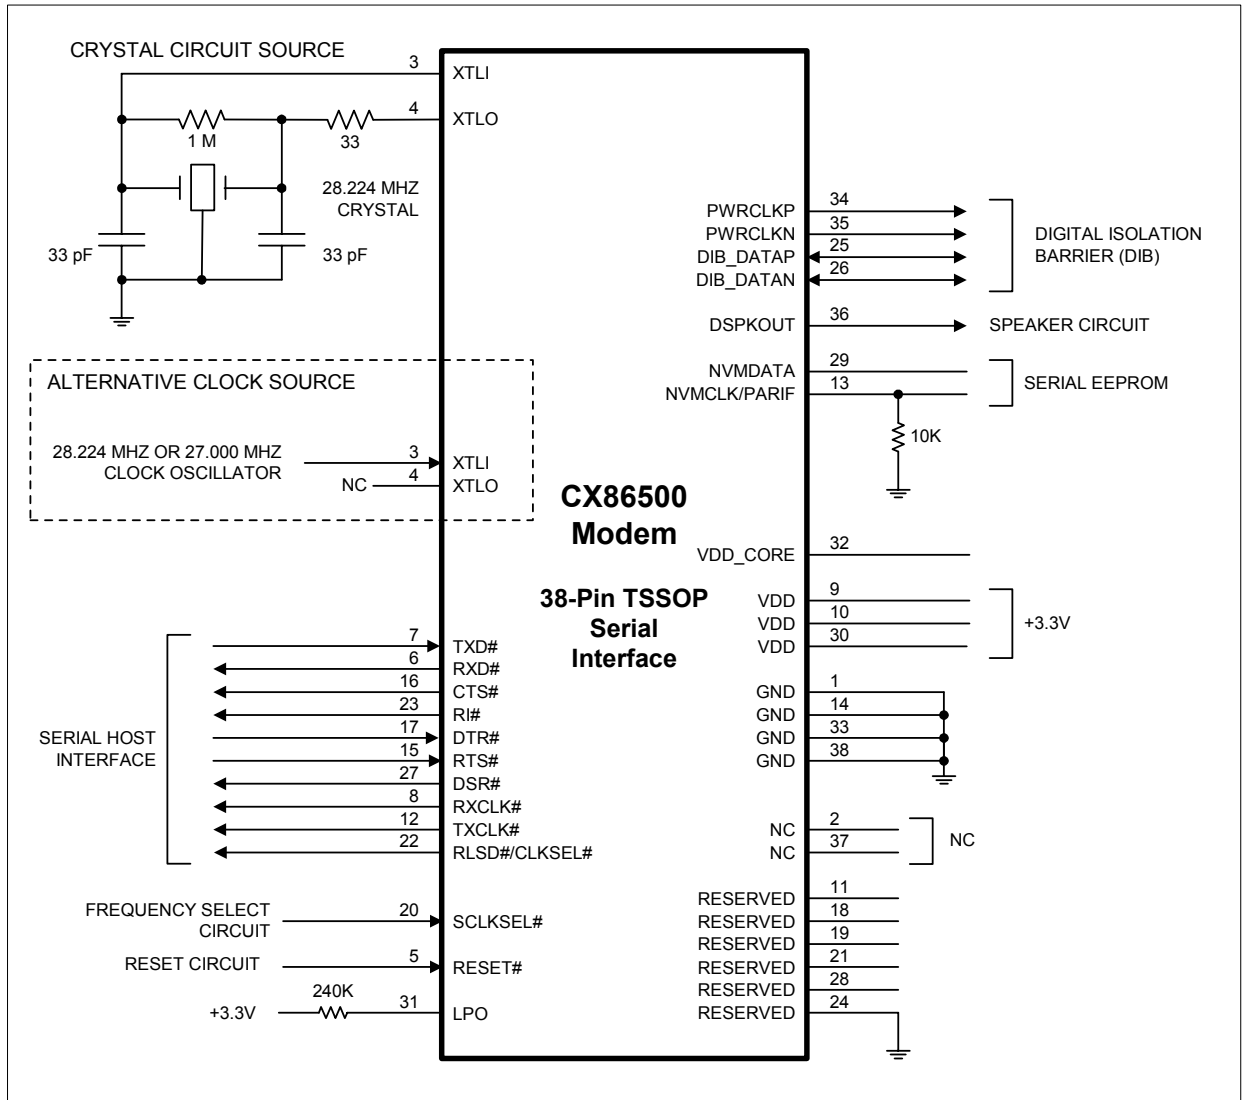 CRYSTAL CIRCUIT SOURCE
3
XTLI
4
XTLO
1 M
33
28.224 MHZ
CRYSTAL
33 pF
33 pF
ALTERNATIVE CLOCK SOURCE
28.224 MHZ OR 27.000 MHZ
CLOCK OSCILLATOR
3
XTLI
NC
4
XTLO
SERIAL HOST
INTERFACE
7
TXD#
6
RXD#
16
CTS#
23
RI#
17
DTR#
15
RTS#
27
DSR#
8
RXCLK#
12
TXCLK#
22
RLSD#/CLKSEL#
FREQUENCY SELECT
CIRCUIT
20
SCLKSEL#
RESET CIRCUIT
5
RESET#
+3.3V
240K
31
LPO
CX86500
Modem
38-Pin TSSOP
Serial
Interface
PWRCLKP
34
PWRCLKN
35
DIB_DATAP
25
DIB_DATAN
26
DIGITAL ISOLATION
BARRIER (DIB)
DSPKOUT
36
SPEAKER CIRCUIT
NVMDATA
29
NVMCLK/PARIF
13
SERIAL EEPROM
10K
VDD_CORE
32
VDD
9
VDD
10
VDD
30
+3.3V
GND
1
GND
14
GND
33
GND
38
NC
2
NC
37
NC
RESERVED
11
RESERVED
18
RESERVED
19
RESERVED
21
RESERVED
28
RESERVED
24